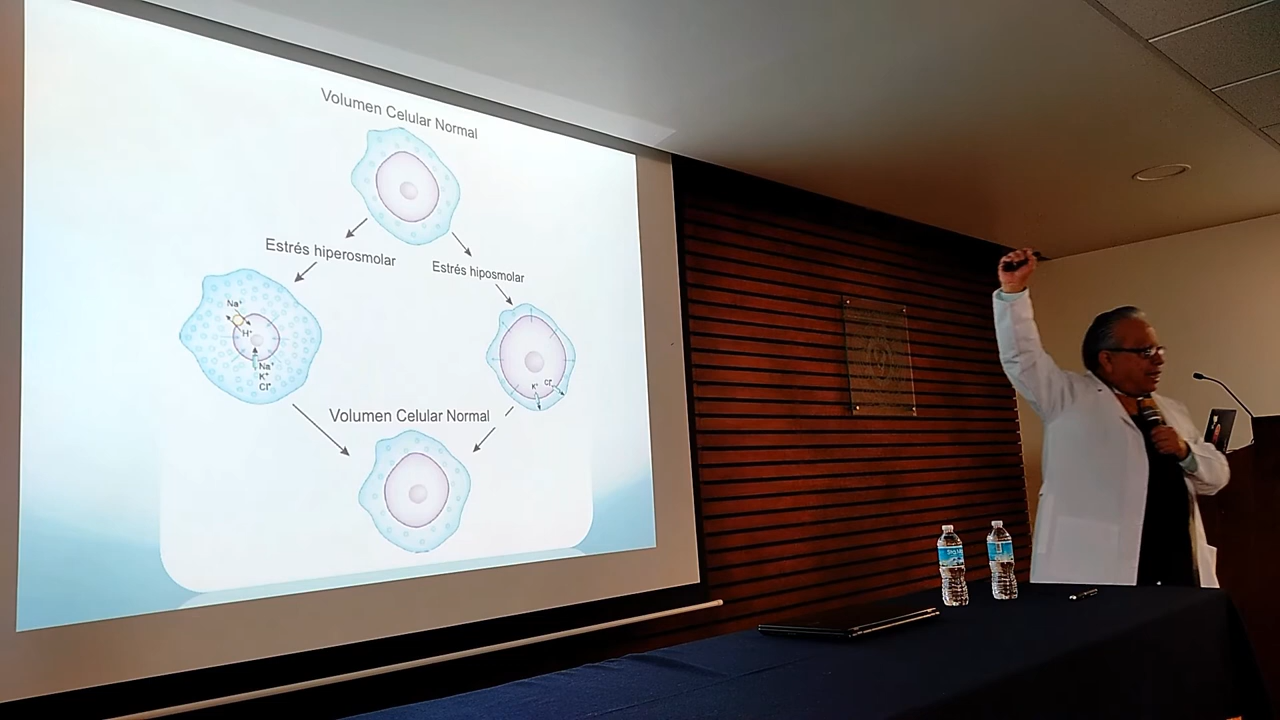 Volumen Celular Normal
Estrés hiperosmolar
Estrés hiposmolar
Na⁺
H⁺
Na⁺
K⁺
Cl⁻
K⁺
Cl⁻
Volumen Celular Normal